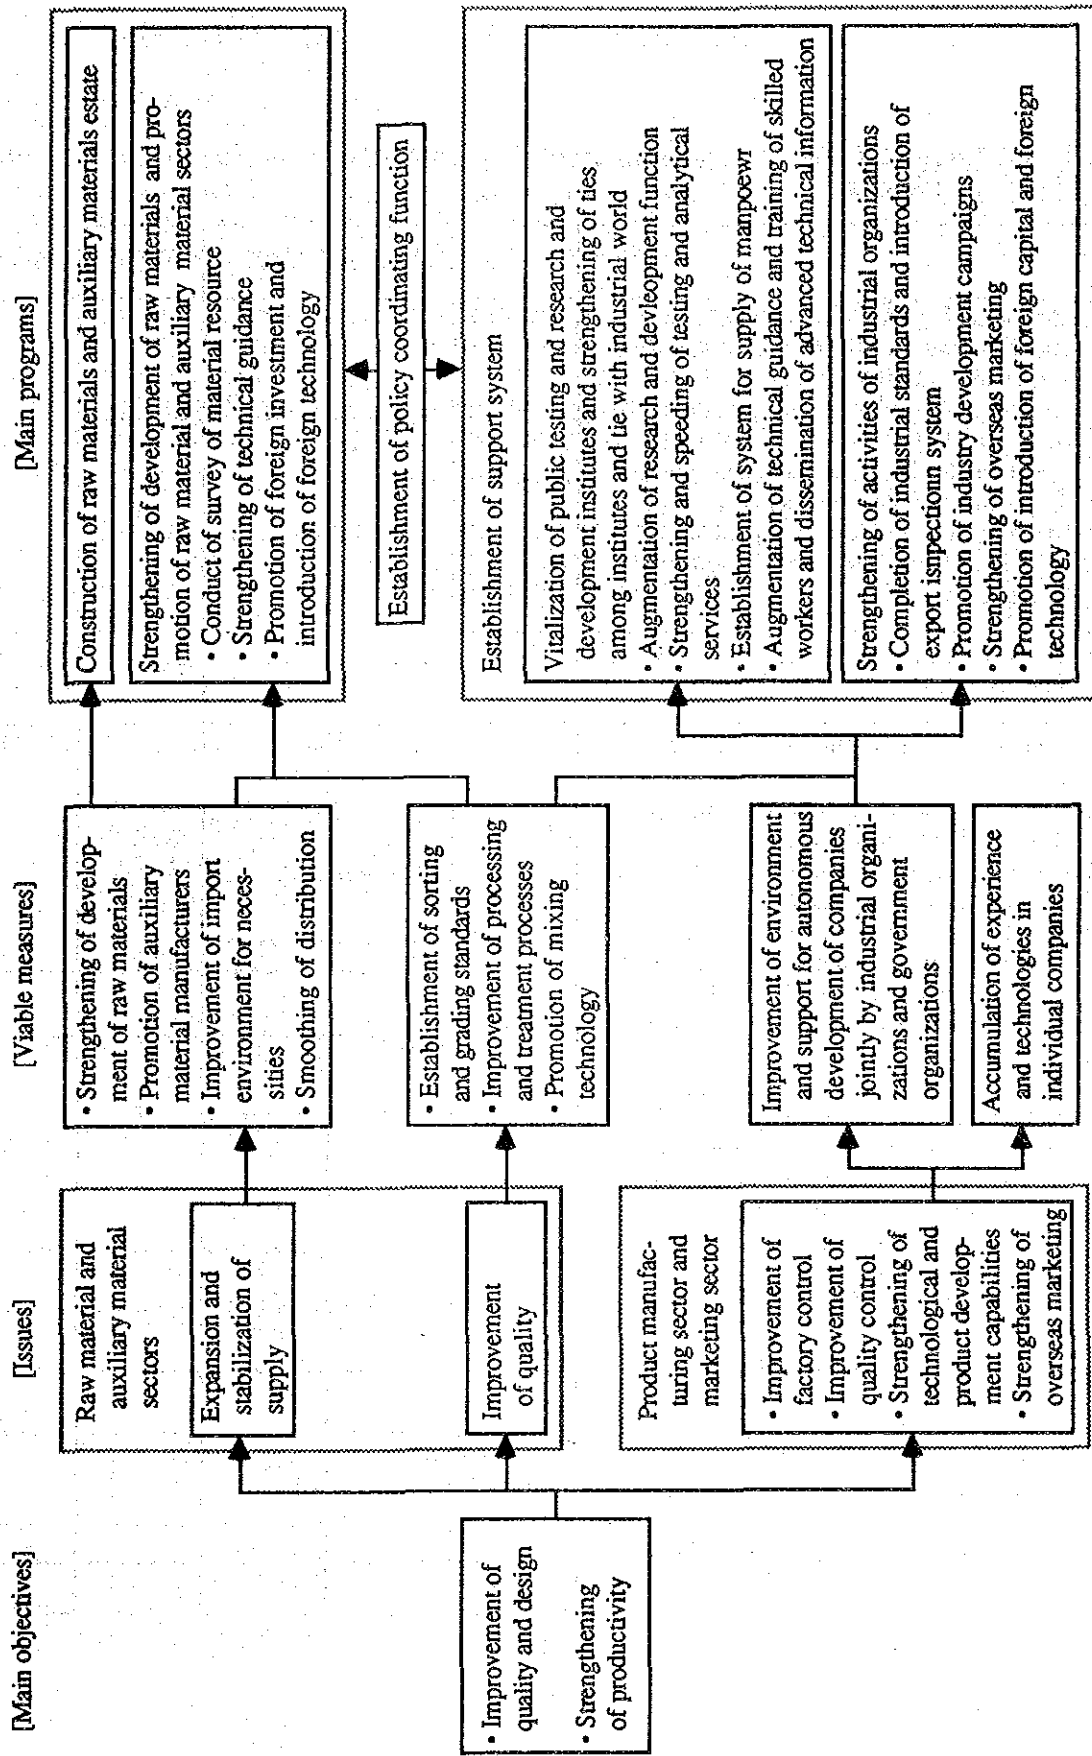 [Main objectives]
• Improvement of
quality and design
• Strengthening
of productivity
[Issues]
Raw material and
auxiliary material
sectors
Expansion and
stabilization of
supply
Improvement
of quality
Product manufac-
turing sector and
marketing sector
• Improvement of
factory control
• Improvement of
quality control
• Strengthening of
technological and
product develop-
ment capabilities
• Strengthening of
overseas marketing
[Viable measures]
• Strengthening of develop-
ment of raw materials
• Promotion of auxiliary
material manufacturers
• Improvement of import
environment for neces-
sities
• Smoothing of distribution
• Establishment of sorting
and grading standards
• Improvement of processing
and treatment processes
• Promotion of mixing
technology
Improvement of environment
and support for autonomous
development of companies
jointly by industrial organi-
zations and government
organizations
Accumulation of experience
and technologies in
individual companies
[Main programs]
Construction of raw materials and auxiliary materials estate
Strengthening of development of raw materials and pro-
motion of raw material and auxiliary material sectors
• Conduct of survey of material resource
• Strengthening of technical guidance
• Promotion of foreign investment and
introduction of foreign technology
Establishment of policy coordinating function
Establishment of support system
Vitalization of public testing and research and
development institutes and strengthening of ties
among institutes and tie with industrial world
• Augmentation of research and devleopment function
• Strengthening and speeding of testing and analytical
services
• Establishment of system for supply of manpoewr
• Augmentation of technical guidance and training of skilled
workers and dissemination of advanced technical information
Strengthening of activities of industrial organizations
• Completion of industrial standards and introduction of
export ispectionn system
• Promotion of industry development campaigns
• Strengthening of overseas marketing
• Promotion of introduction of foreign capital and foreign
technology